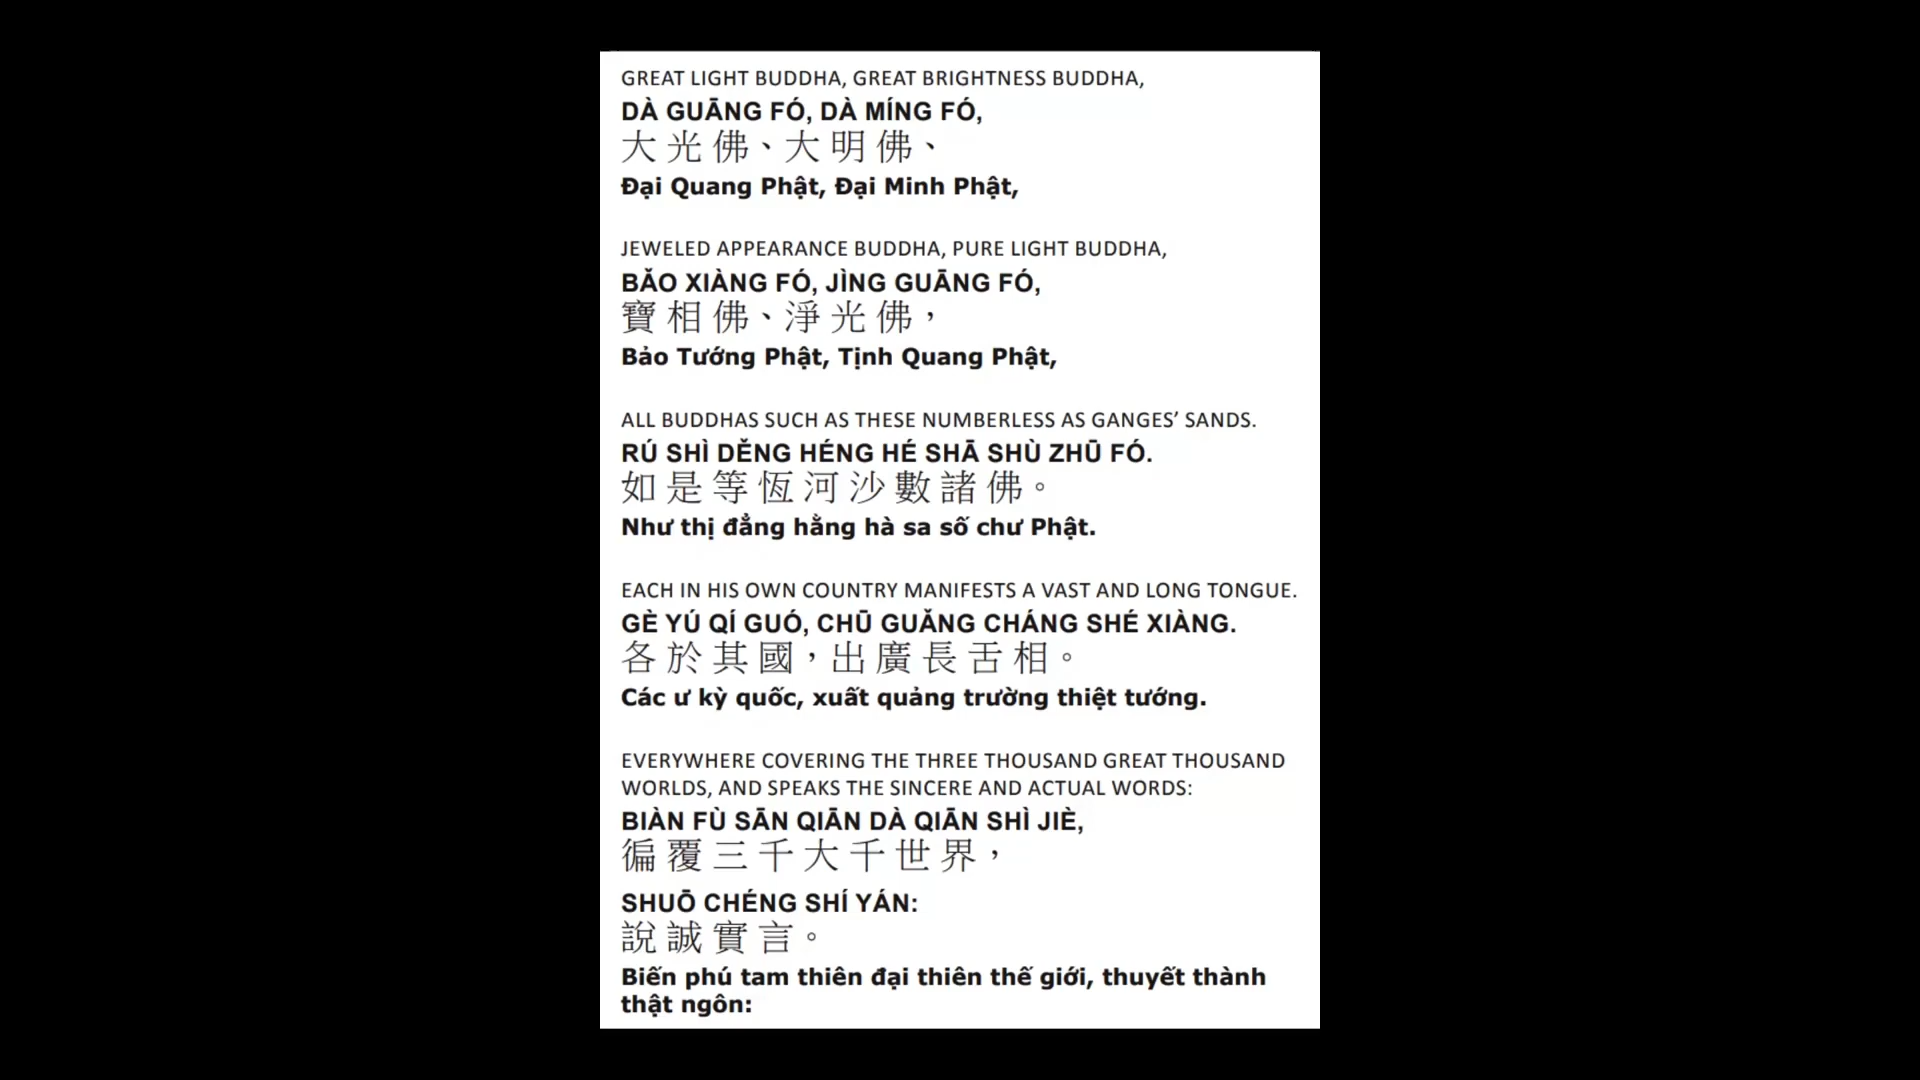 GREAT LIGHT BUDDHA, GREAT BRIGHTNESS BUDDHA,
DÀ GUĀNG FÓ, DÀ MÍNG FÓ,
大光佛、大明佛、
Đại Quang Phật, Đại Minh Phật,
JEWELED APPEARANCE BUDDHA, PURE LIGHT BUDDHA,
BǍO XIÀNG FÓ, JÌNG GUĀNG FÓ,
寶相佛、淨光佛，
Bảo Tướng Phật, Tịnh Quang Phật,
ALL BUDDHAS SUCH AS THESE NUMBERLESS AS GANGES’ SANDS.
RÚ SHÌ DĚNG HÉNG HÉ SHĀ SHÙ ZHŪ FÓ.
如是等恆河沙數諸佛。
Như thị đẳng hằng hà sa số chư Phật.
EACH IN HIS OWN COUNTRY MANIFESTS A VAST AND LONG TONGUE.
GÈ YÚ QÍ GUÓ, CHŪ GUǍNG CHÁNG SHÉ XIÀNG.
各於其國，出廣長舌相。
Các ư kỳ quốc, xuất quảng trường thiệt tướng.
EVERYWHERE COVERING THE THREE THOUSAND GREAT THOUSAND
WORLDS, AND SPEAKS THE SINCERE AND ACTUAL WORDS:
BIÀN FÙ SĀN QIĀN DÀ QIĀN SHÌ JIÈ,
徧覆三千大千世界，
SHUŌ CHÉNG SHÍ YÁN:
說誠實言。
Biến phú tam thiên đại thiên thế giới, thuyết thành
thật ngôn: